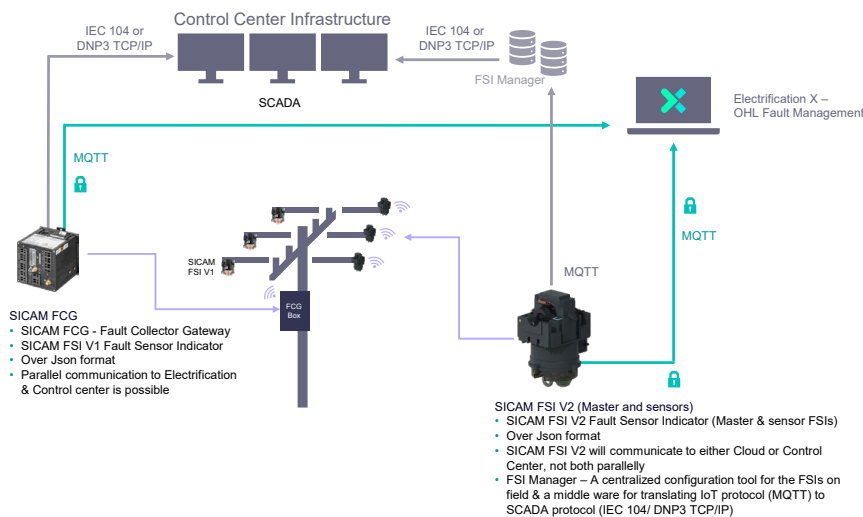 Control Center Infrastructure
IEC 104 or
DNP3 TCP/IP
IEC 104 or
DNP3 TCP/IP
FSI Manager
SCADA
Electrification X –
OHL Fault Management
MQTT
MQTT
SICAM
FSI V1
MQTT
FCG
Box
SICAM FCG
• SICAM FCG - Fault Collector Gateway
• SICAM FSI V1 Fault Sensor Indicator
• Over Json format
• Parallel communication to Electrification
& Control center is possible
SICAM FSI V2 (Master and sensors)
• SICAM FSI V2 Fault Sensor Indicator (Master & sensor FSIs)
• Over Json format
• SICAM FSI V2 will communicate to either Cloud or Control
Center, not both parallelly
• FSI Manager – A centralized configuration tool for the FSIs on
field & a middle ware for translating IoT protocol (MQTT) to
SCADA protocol (IEC 104/ DNP3 TCP/IP)